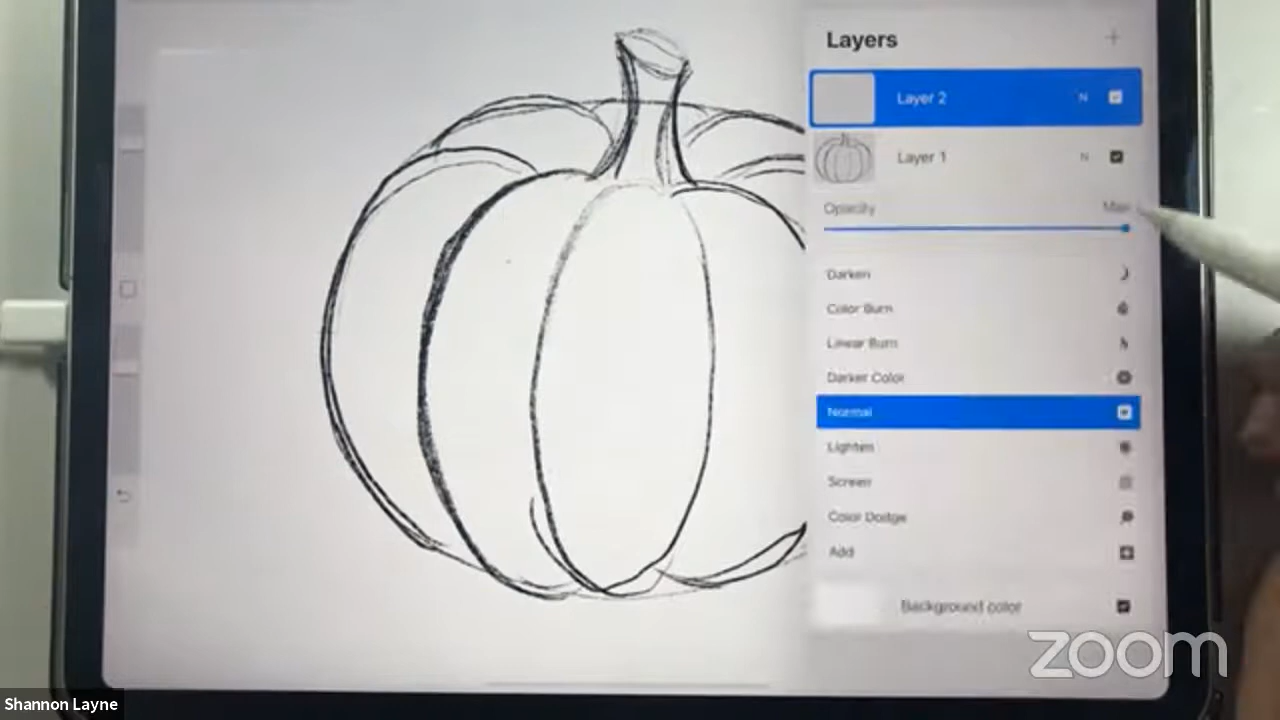 Layers
Layer 2 N
Layer 1 N
Opacity Max
Darken
Color Burn
Linear Burn
Darker Color
Normal
Lighten
Screen
Color Dodge
Add
Background color
zoom
Shannon Layne